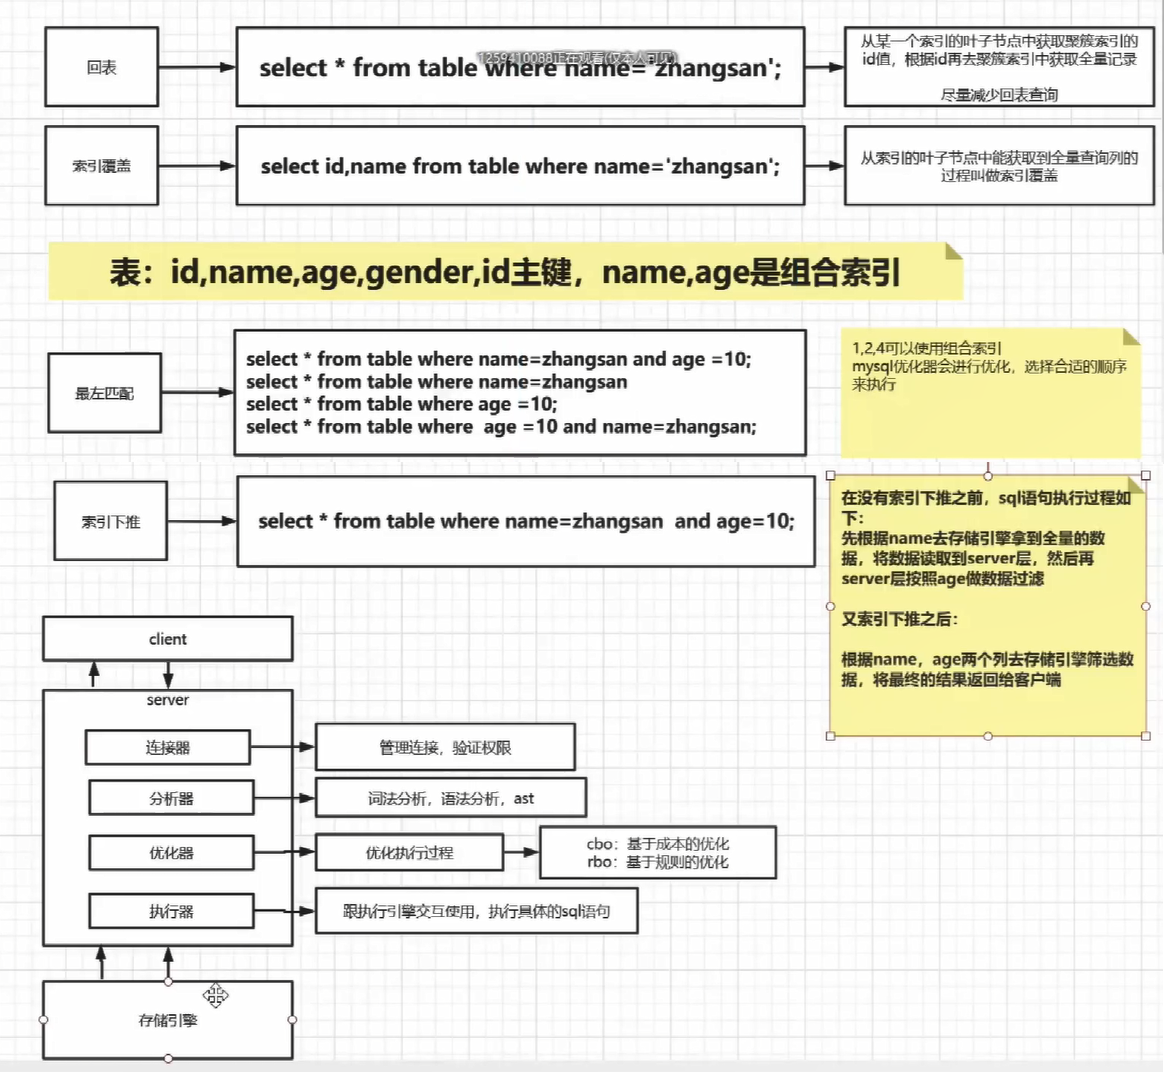 回表
select * from table where name='zhangsan';
1259410088正在观看(仅本人可见)
从某一个索引的叶子节点中获取聚簇索引的
id值，根据id再去聚簇索引中获取全量记录
尽量减少回表查询
索引覆盖
select id,name from table where name='zhangsan';
从索引的叶子节点中能获取到全量查询列的
过程叫做索引覆盖
表：id,name,age,gender,id主键，name,age是组合索引
最左匹配
select * from table where name=zhangsan and age =10;
select * from table where name=zhangsan
select * from table where age =10;
select * from table where  age =10 and name=zhangsan;
1,2,4可以使用组合索引
mysql优化器会进行优化，选择合适的顺序
来执行
索引下推
select * from table where name=zhangsan  and age=10;
在没有索引下推之前，sql语句执行过程如
下：
先根据name去存储引擎拿到全量的数
据，将数据读取到server层，然后再
server层按照age做数据过滤
又索引下推之后：
根据name，age两个列去存储引擎筛选数
据，将最终的结果返回给客户端
client
server
连接器
管理连接，验证权限
分析器
词法分析，语法分析，ast
优化器
优化执行过程
cbo：基于成本的优化
rbo：基于规则的优化
执行器
跟执行引擎交互使用，执行具体的sql语句
存储引擎